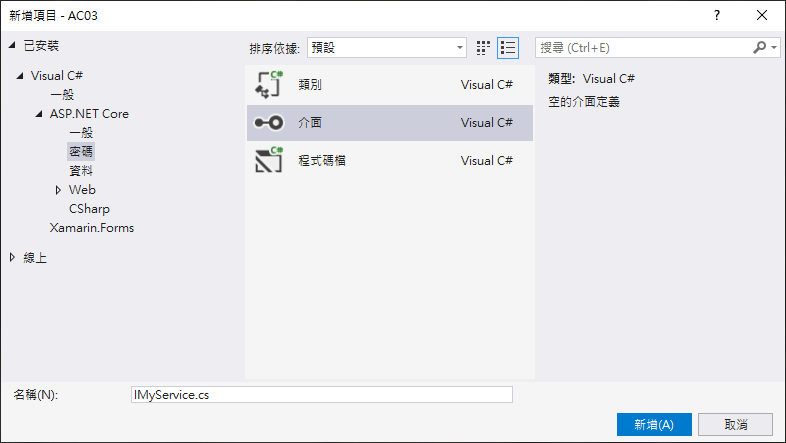 新增項目 - AC03
已安裝
Visual C#
一般
ASP.NET Core
一般
密碼
資料
Web
CSharp
Xamarin.Forms
線上
排序依據: 預設
類別 Visual C#
介面 Visual C#
程式碼檔 Visual C#
搜尋 (Ctrl+E)
類型: Visual C#
空的介面定義
名稱(N): IMyService.cs
新增(A) 取消